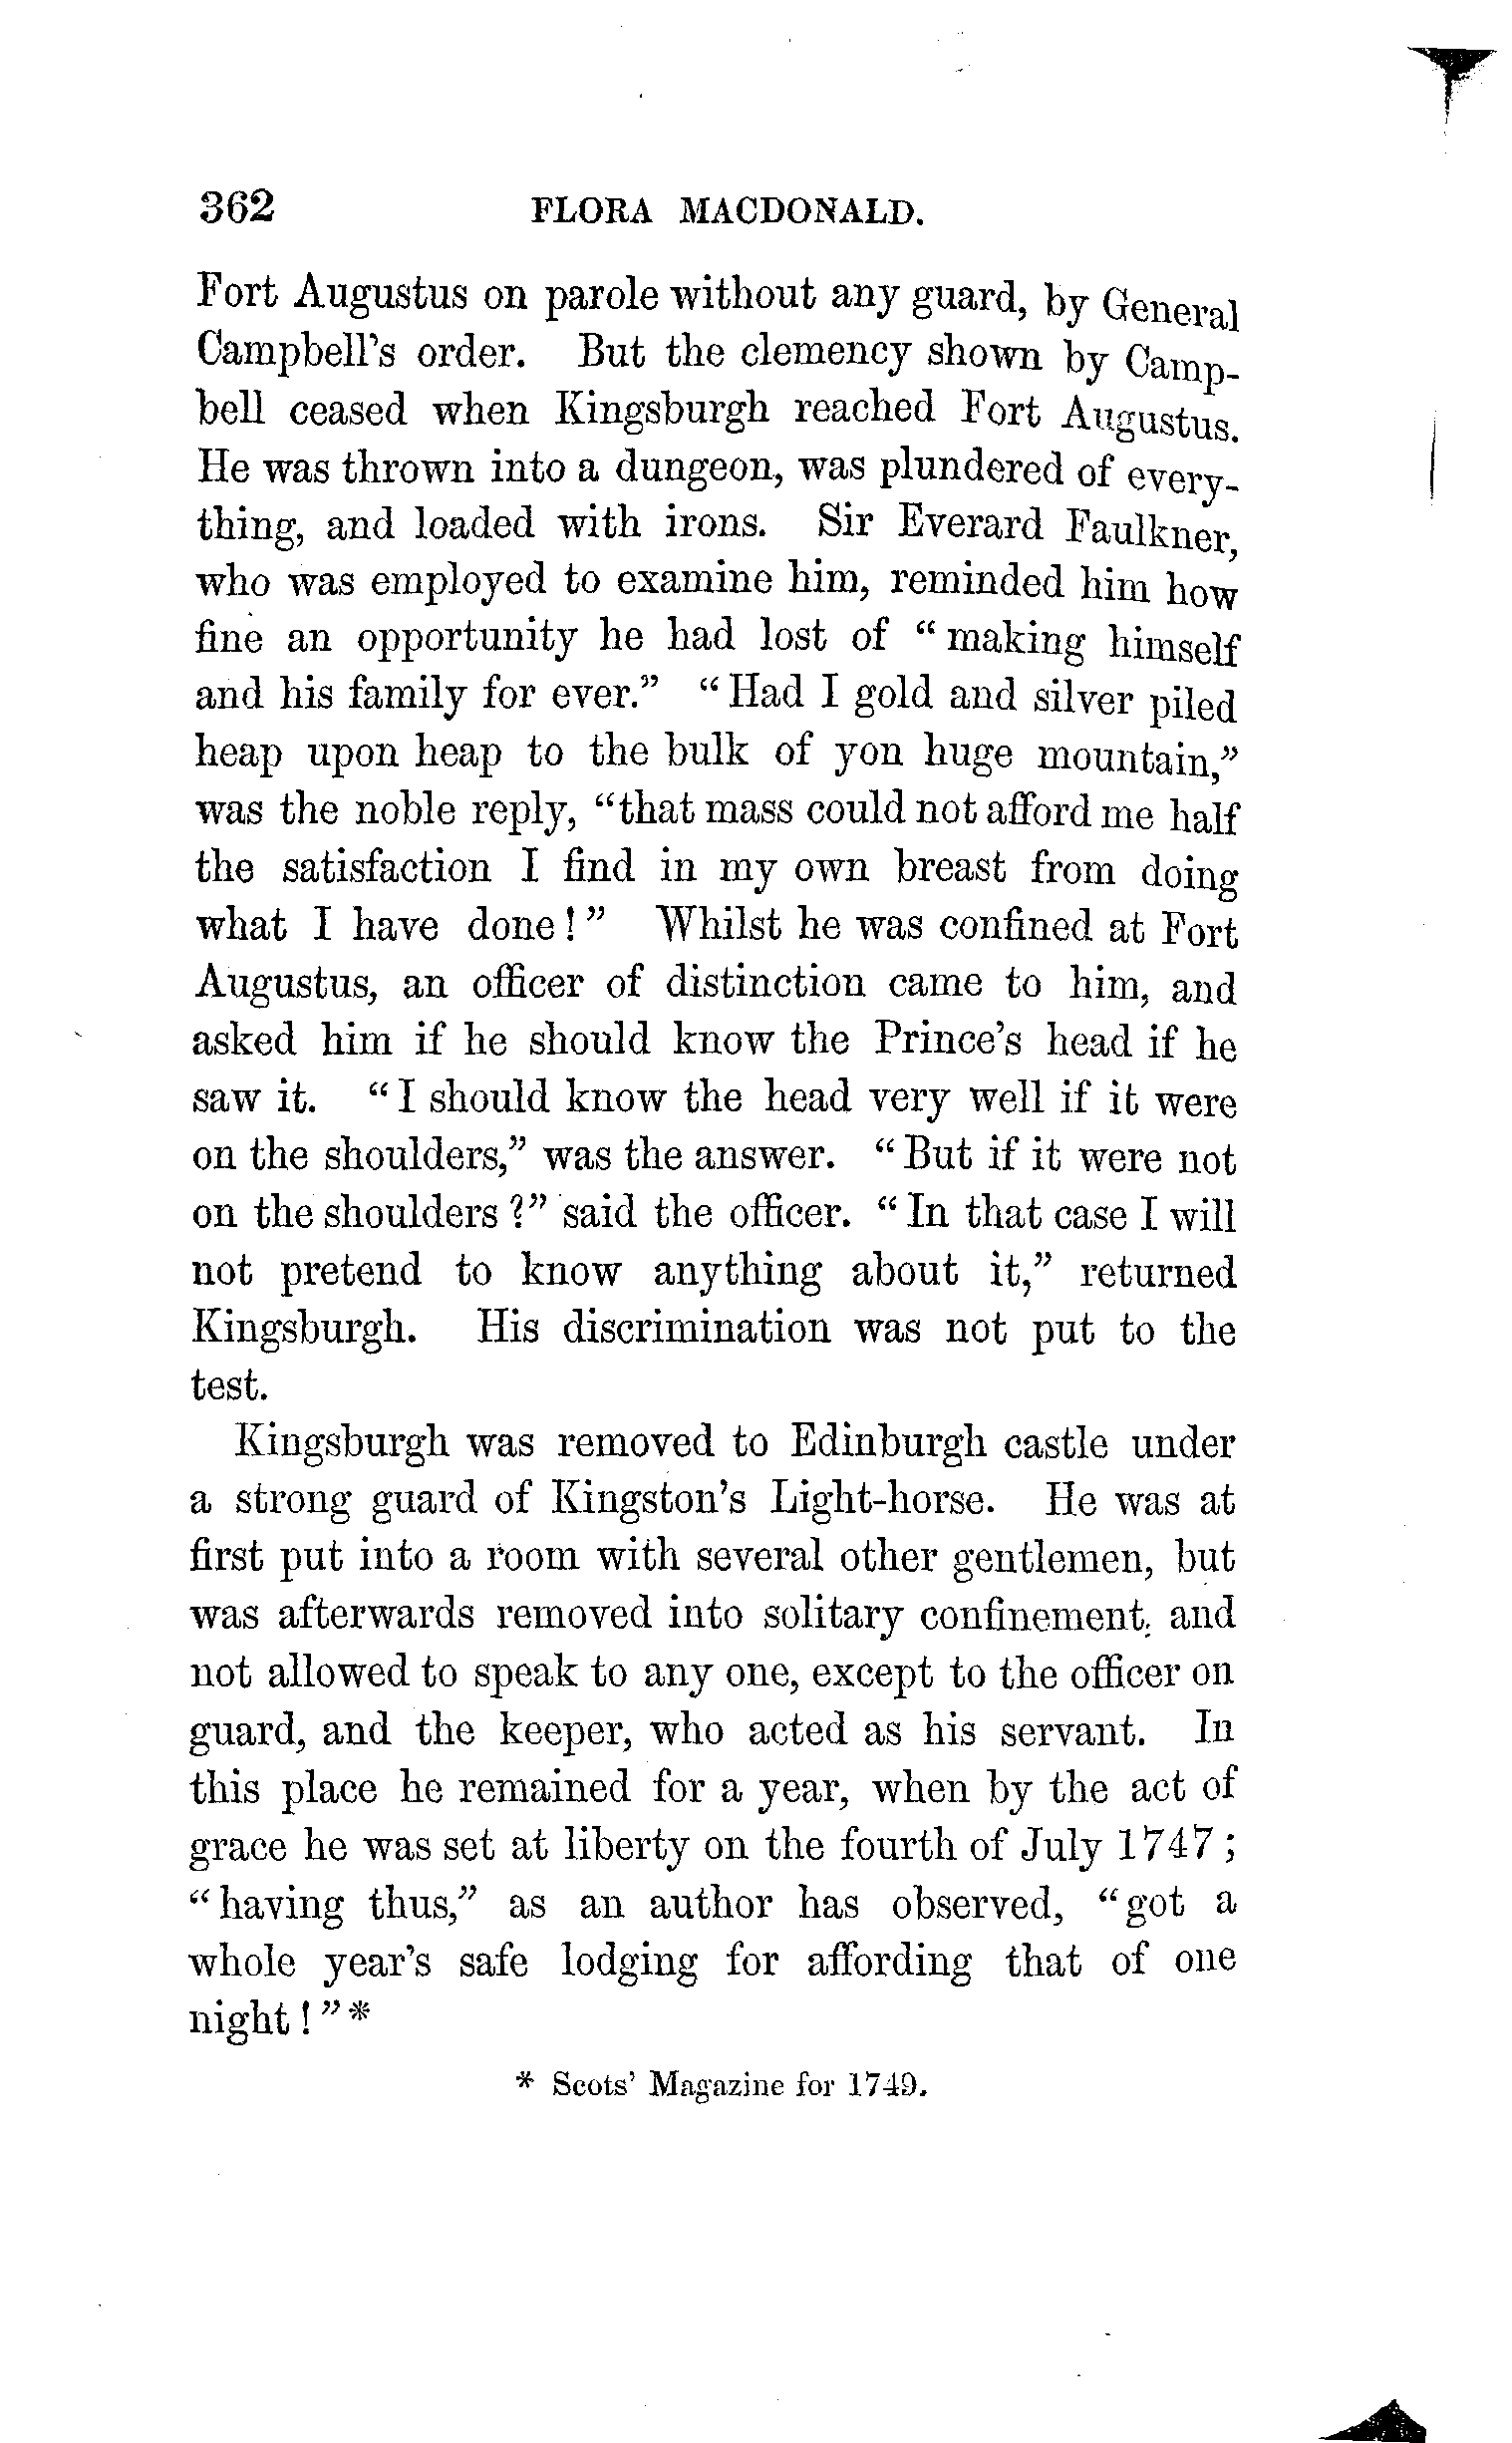 362 FLORA MACDONALD.
Fort Augustus on parole without any guard, by General
Campbell's order. But the clemency shown by Camp-
bell ceased when Kingsburgh reached Fort Augustus.
He was thrown into a dungeon, was plundered of every-
thing, and loaded with irons. Sir Everard Faulkner,
who was employed to examine him, reminded him how
fine an opportunity he had lost of “making himself
and his family for ever.” “Had I gold and silver piled
heap upon heap to the bulk of yon huge mountain,”
was the noble reply, “that mass could not afford me half
the satisfaction I find in my own breast from doing
what I have done!” Whilst he was confined at Fort
Augustus, an officer of distinction came to him, and
asked him if he should know the Prince's head if he
saw it. “I should know the head very well if it were
on the shoulders,” was the answer. “But if it were not
on the shoulders?” said the officer. “In that case I will
not pretend to know anything about it,” returned
Kingsburgh. His discrimination was not put to the
test.
Kingsburgh was removed to Edinburgh castle under
a strong guard of Kingston's Light-horse. He was at
first put into a room with several other gentlemen, but
was afterwards removed into solitary confinement, and
not allowed to speak to any one, except to the officer on
guard, and the keeper, who acted as his servant. In
this place he remained for a year, when by the act of
grace he was set at liberty on the fourth of July 1747;
“having thus,” as an author has observed, “got a
whole year's safe lodging for affording that of one
night!”*
* Scots' Magazine for 1749.